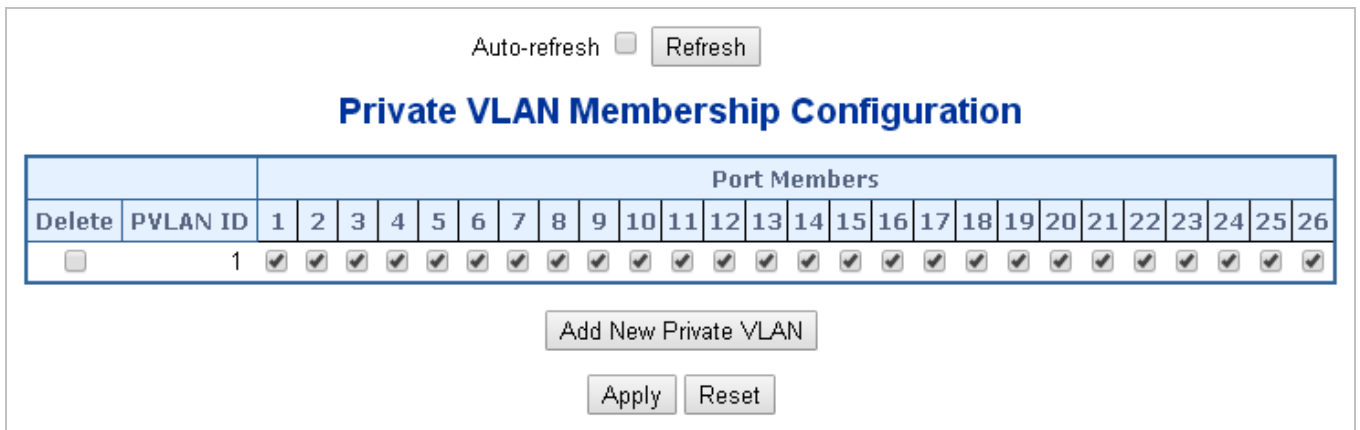 Auto-refresh Refresh
Private VLAN Membership Configuration
Port Members
Delete PVLAN ID 1 2 3 4 5 6 7 8 9 10 11 12 13 14 15 16 17 18 19 20 21 22 23 24 25 26
1
Add New Private VLAN
Apply Reset